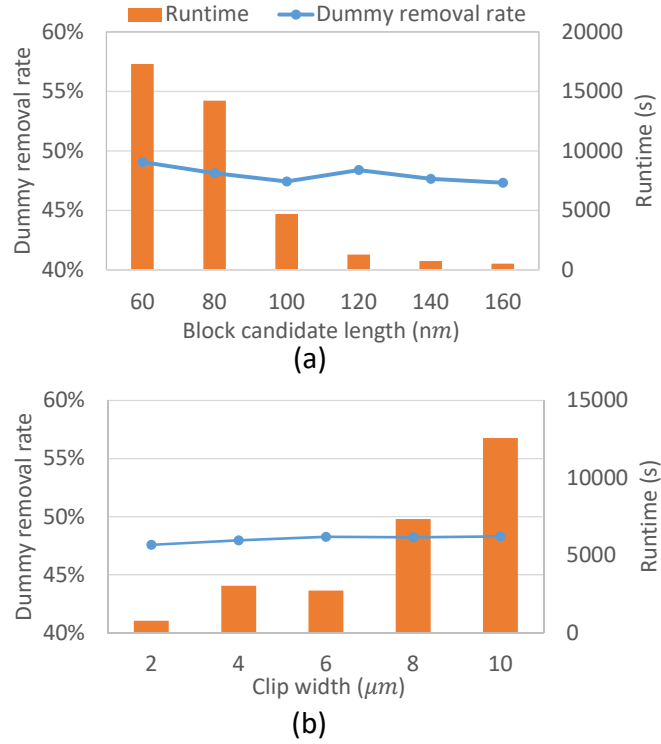 Runtime Dummy removal rate
60% 20000
55% 15000
50% 10000
45% 5000
40% 0
Dummy removal rate
Runtime (s)
60 80 100 120 140 160
Block candidate length (nm)
(a)
60% 15000
55%
10000
50%
5000
45%
40% 0
Dummy removal rate
Runtime (s)
2 4 6 8 10
Clip width (μm)
(b)